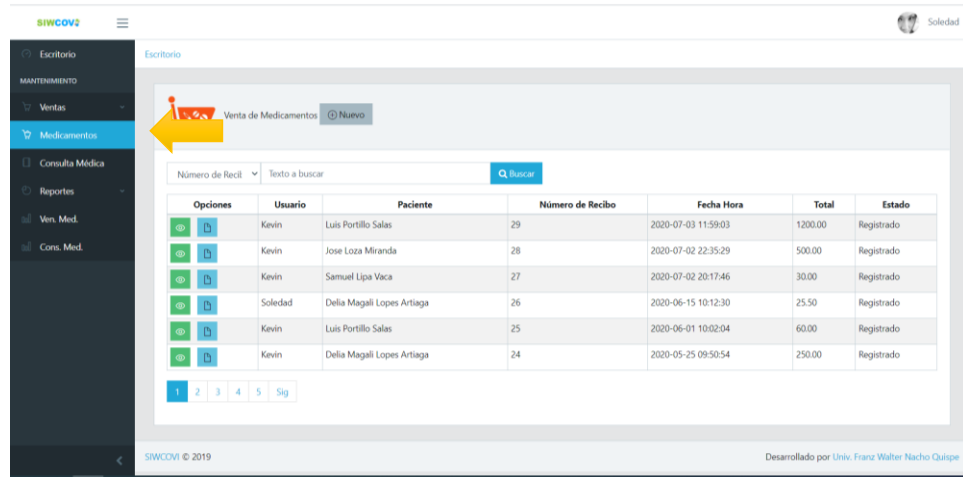 SIWCOVI
Soledad
Escritorio
Escritorio
MANTENIMIENTO
Ventas
Medicamentos
Consulta Médica
Reportes
Ven. Med.
Cons. Med.
Venta de Medicamentos Nuevo
Número de Recil Texto a buscar Buscar
Opciones Usuario Paciente Número de Recibo Fecha Hora Total Estado
Kevin Luis Portillo Salas 29 2020-07-03 11:59:03 1200.00 Registrado
Kevin Jose Loza Miranda 28 2020-07-02 22:35:29 500.00 Registrado
Kevin Samuel Lipa Vaca 27 2020-07-02 20:17:46 30.00 Registrado
Soledad Delia Magali Lopes Artiaga 26 2020-06-15 10:12:30 25.50 Registrado
Kevin Luis Portillo Salas 25 2020-06-01 10:02:04 60.00 Registrado
Kevin Delia Magali Lopes Artiaga 24 2020-05-25 09:50:54 250.00 Registrado
1 2 3 4 5 Sig
SIWCOVI © 2019 Desarrollado por Univ. Franz Walter Nacho Quispe